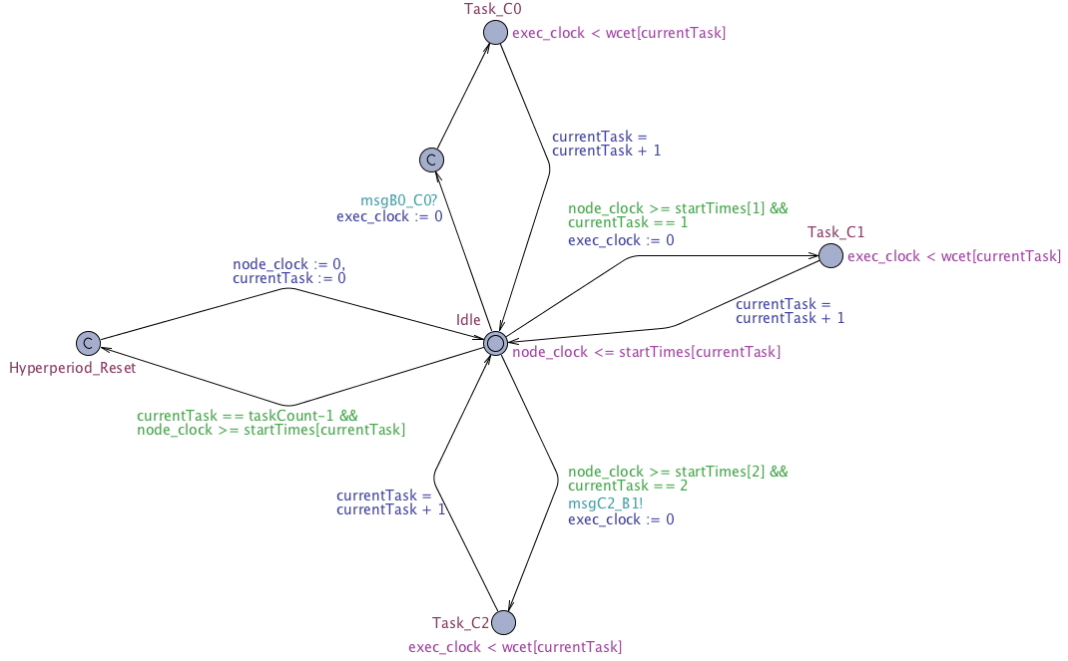 Task_C0
exec_clock < wcet[currentTask]
currentTask =
currentTask + 1
C
msgB0_C0?
exec_clock := 0
node_clock >= startTimes[1] &&
currentTask == 1
exec_clock := 0
Task_C1
exec_clock < wcet[currentTask]
node_clock := 0,
currentTask := 0
currentTask =
currentTask + 1
Idle
C
node_clock <= startTimes[currentTask]
Hyperperiod_Reset
currentTask == taskCount-1 &&
node_clock >= startTimes[currentTask]
node_clock >= startTimes[2] &&
currentTask == 2
msgC2_B1!
exec_clock := 0
currentTask =
currentTask + 1
Task_C2
exec_clock < wcet[currentTask]